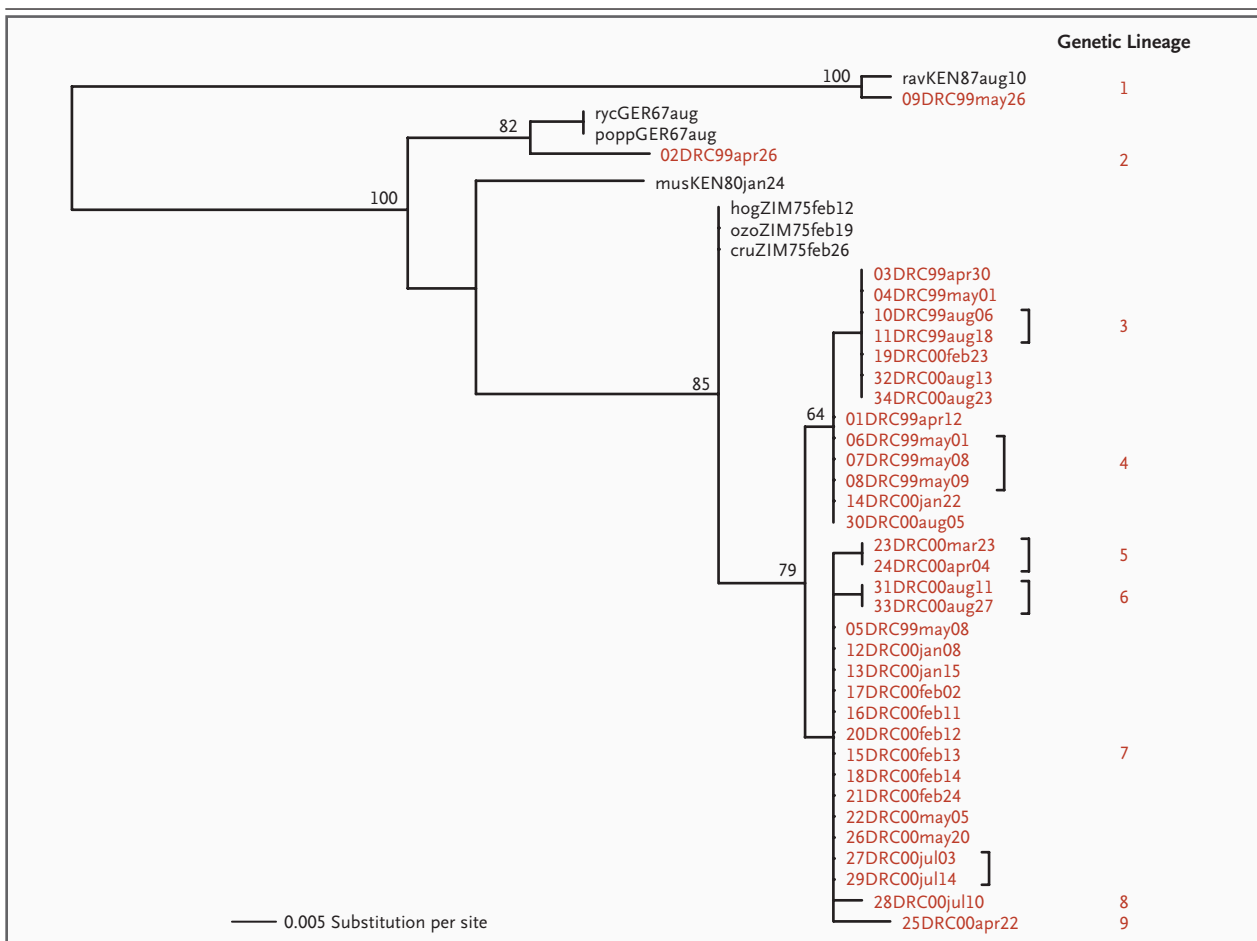 Genetic Lineage
100
ravKEN87aug10
1
09DRC99may26
rycGER67aug
82
poppGER67aug
02DRC99apr26
2
musKEN80jan24
100
hogZIM75feb12
ozoZIM75feb19
cruZIM75feb26
03DRC99apr30
04DRC99may01
10DRC99aug06
3
11DRC99aug18
19DRC00feb23
32DRC00aug13
85
34DRC00aug23
64
01DRC99apr12
06DRC99may01
07DRC99may08
4
08DRC99may09
14DRC00jan22
30DRC00aug05
23DRC00mar23
5
24DRC00apr04
79
31DRC00aug11
6
33DRC00aug27
05DRC99may08
12DRC00jan08
13DRC00jan15
17DRC00feb02
16DRC00feb11
20DRC00feb12
15DRC00feb13
7
18DRC00feb14
21DRC00feb24
22DRC00may05
26DRC00may20
27DRC00jul03
29DRC00jul14
28DRC00jul10
8
25DRC00apr22
9
0.005 Substitution per site